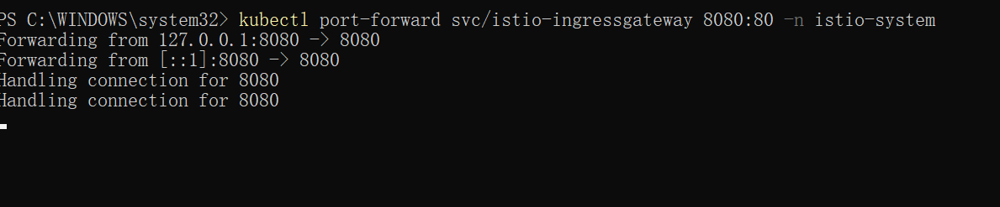 PS C:\WINDOWS\system32> kubectl port-forward svc/istio-ingressgateway 8080:80 -n istio-system
Forwarding from 127.0.0.1:8080 -> 8080
Forwarding from [::1]:8080 -> 8080
Handling connection for 8080
Handling connection for 8080